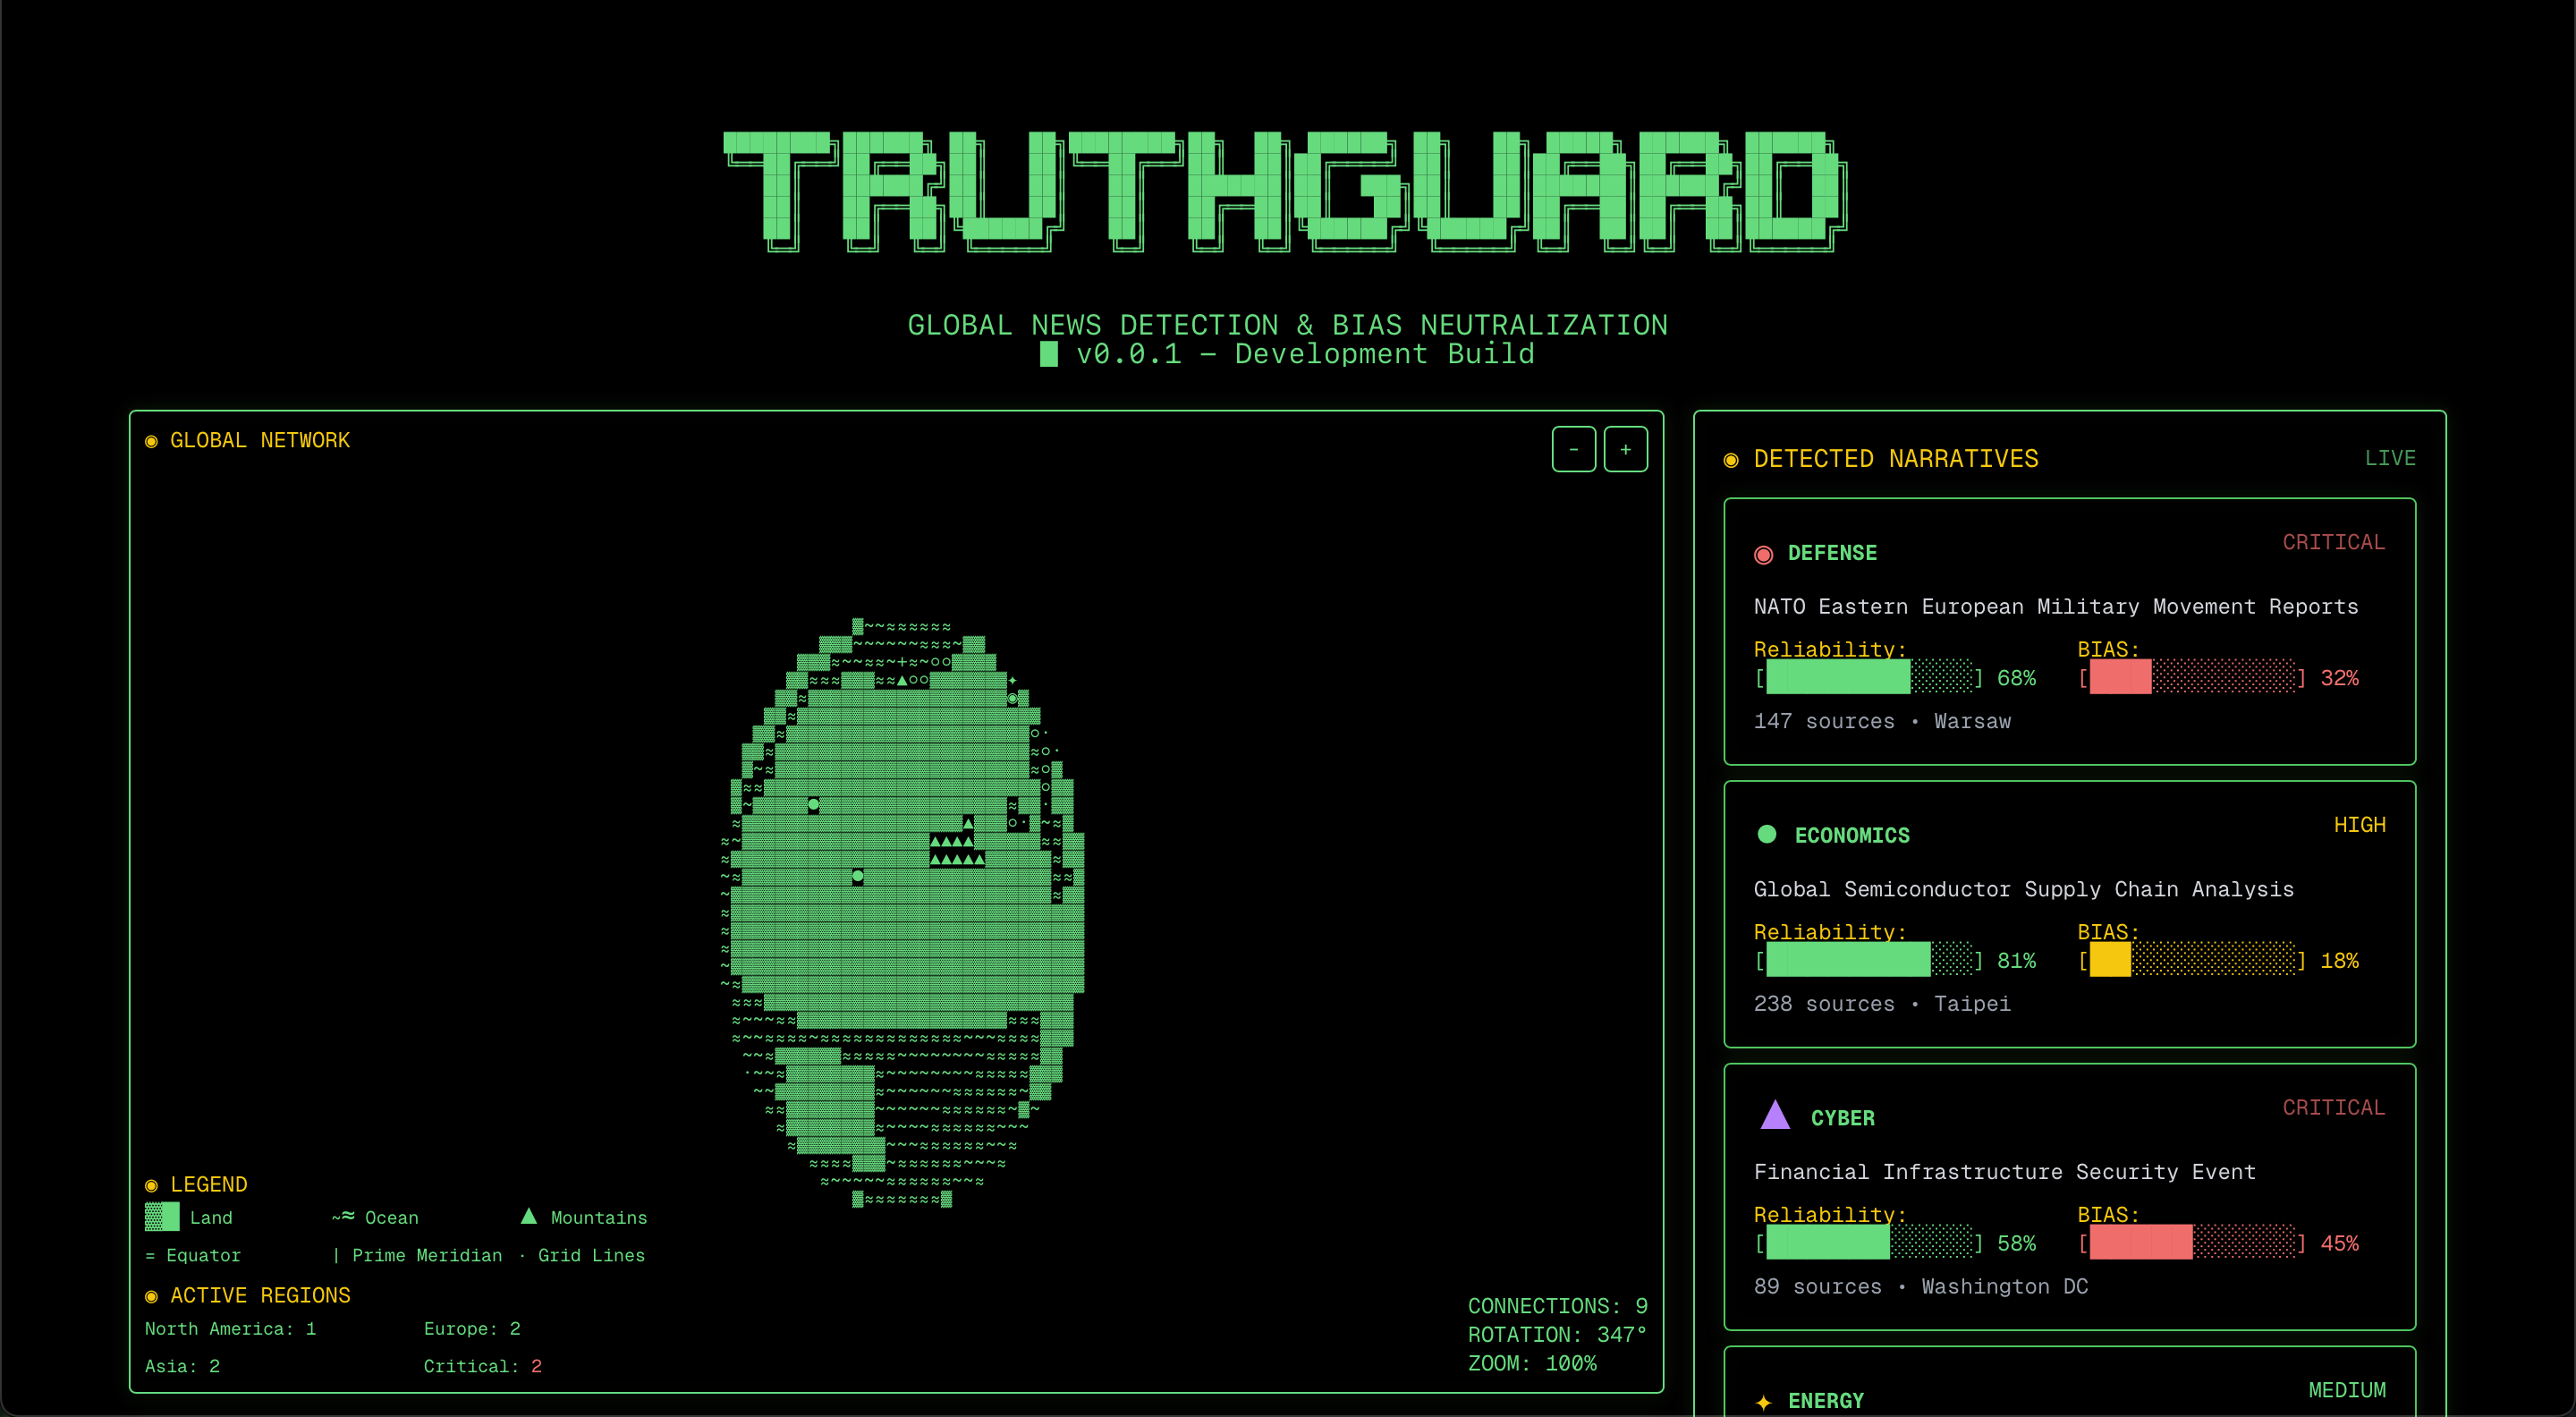 TRUTHGUARD
GLOBAL NEWS DETECTION & BIAS NEUTRALIZATION
v0.0.1 — Development Build
◉ GLOBAL NETWORK
- +
◉ LEGEND
▓█ Land ~≈ Ocean ▲ Mountains
= Equator | Prime Meridian · Grid Lines
◉ ACTIVE REGIONS
North America: 1 Europe: 2
Asia: 2 Critical: 2
CONNECTIONS: 9
ROTATION: 347°
ZOOM: 100%
◉ DETECTED NARRATIVES LIVE
◉ DEFENSE CRITICAL
NATO Eastern European Military Movement Reports
Reliability: BIAS:
[ ] 68% [ ] 32%
147 sources • Warsaw
● ECONOMICS HIGH
Global Semiconductor Supply Chain Analysis
Reliability: BIAS:
[ ] 81% [ ] 18%
238 sources • Taipei
▲ CYBER CRITICAL
Financial Infrastructure Security Event
Reliability: BIAS:
[ ] 58% [ ] 45%
89 sources • Washington DC
✦ ENERGY MEDIUM